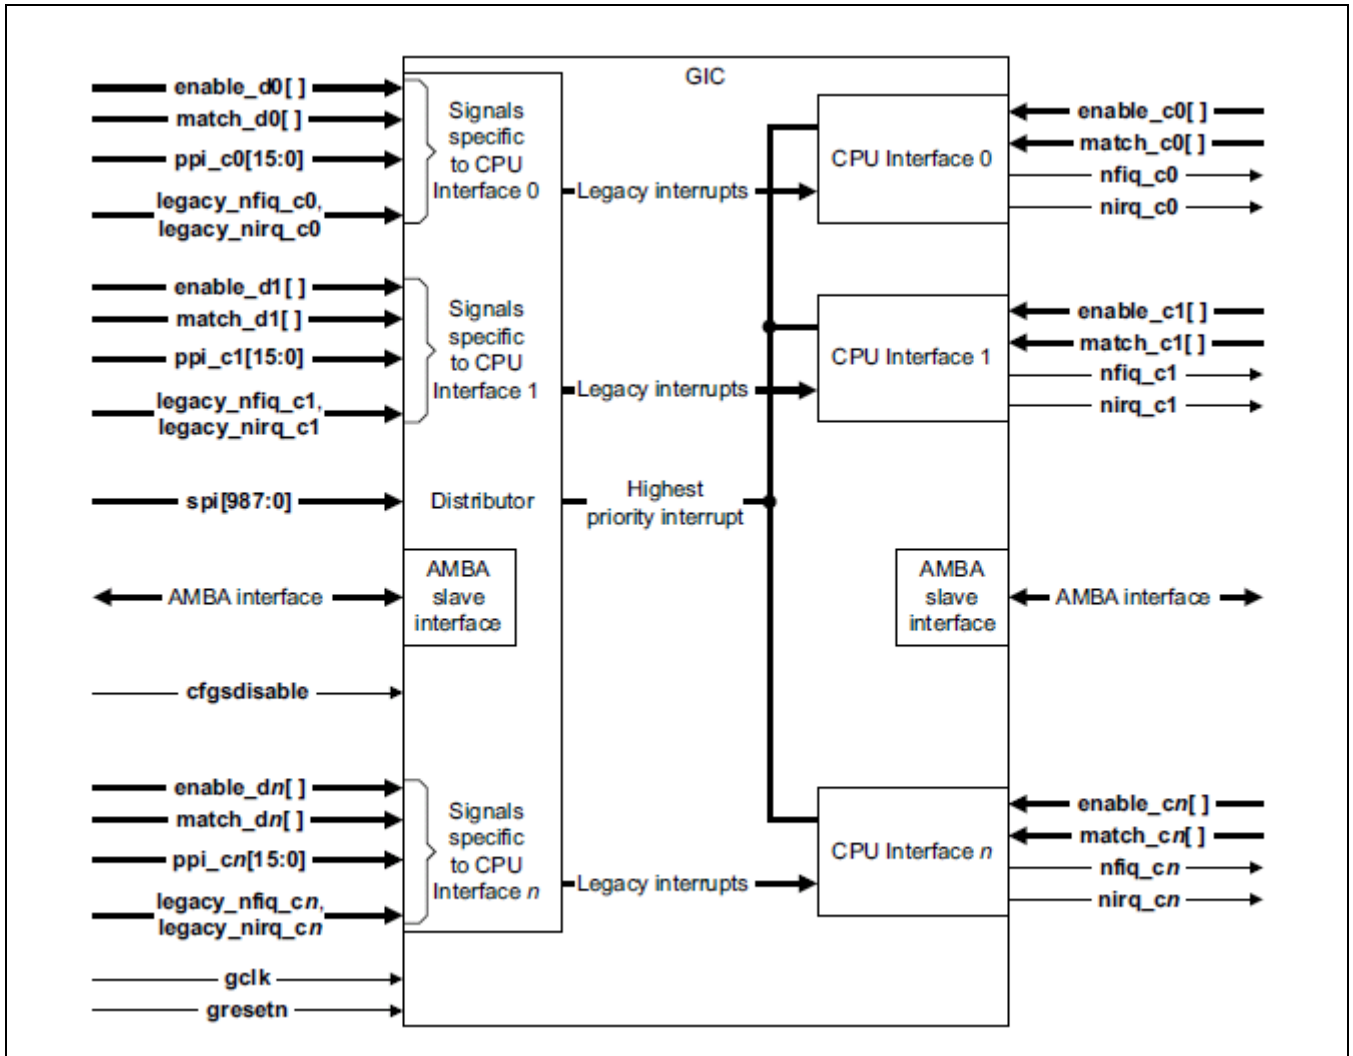 GIC
enable_d0[ ]
match_d0[ ]
ppi_c0[15:0]
legacy_nfiq_c0,
legacy_nirq_c0
Signals
specific
to CPU
Interface 0
Legacy interrupts
CPU Interface 0
enable_c0[ ]
match_c0[ ]
nfiq_c0
nirq_c0
enable_d1[ ]
match_d1[ ]
ppi_c1[15:0]
legacy_nfiq_c1,
legacy_nirq_c1
Signals
specific
to CPU
Interface 1
Legacy interrupts
CPU Interface 1
enable_c1[ ]
match_c1[ ]
nfiq_c1
nirq_c1
spi[987:0]
Distributor
Highest
priority interrupt
AMBA interface
AMBA
slave
interface
AMBA
slave
interface
AMBA interface
cfgsdisable
enable_dn[ ]
match_dn[ ]
ppi_cn[15:0]
legacy_nfiq_cn,
legacy_nirq_cn
Signals
specific
to CPU
Interface n
Legacy interrupts
CPU Interface n
enable_cn[ ]
match_cn[ ]
nfiq_cn
nirq_cn
gclk
gresetn